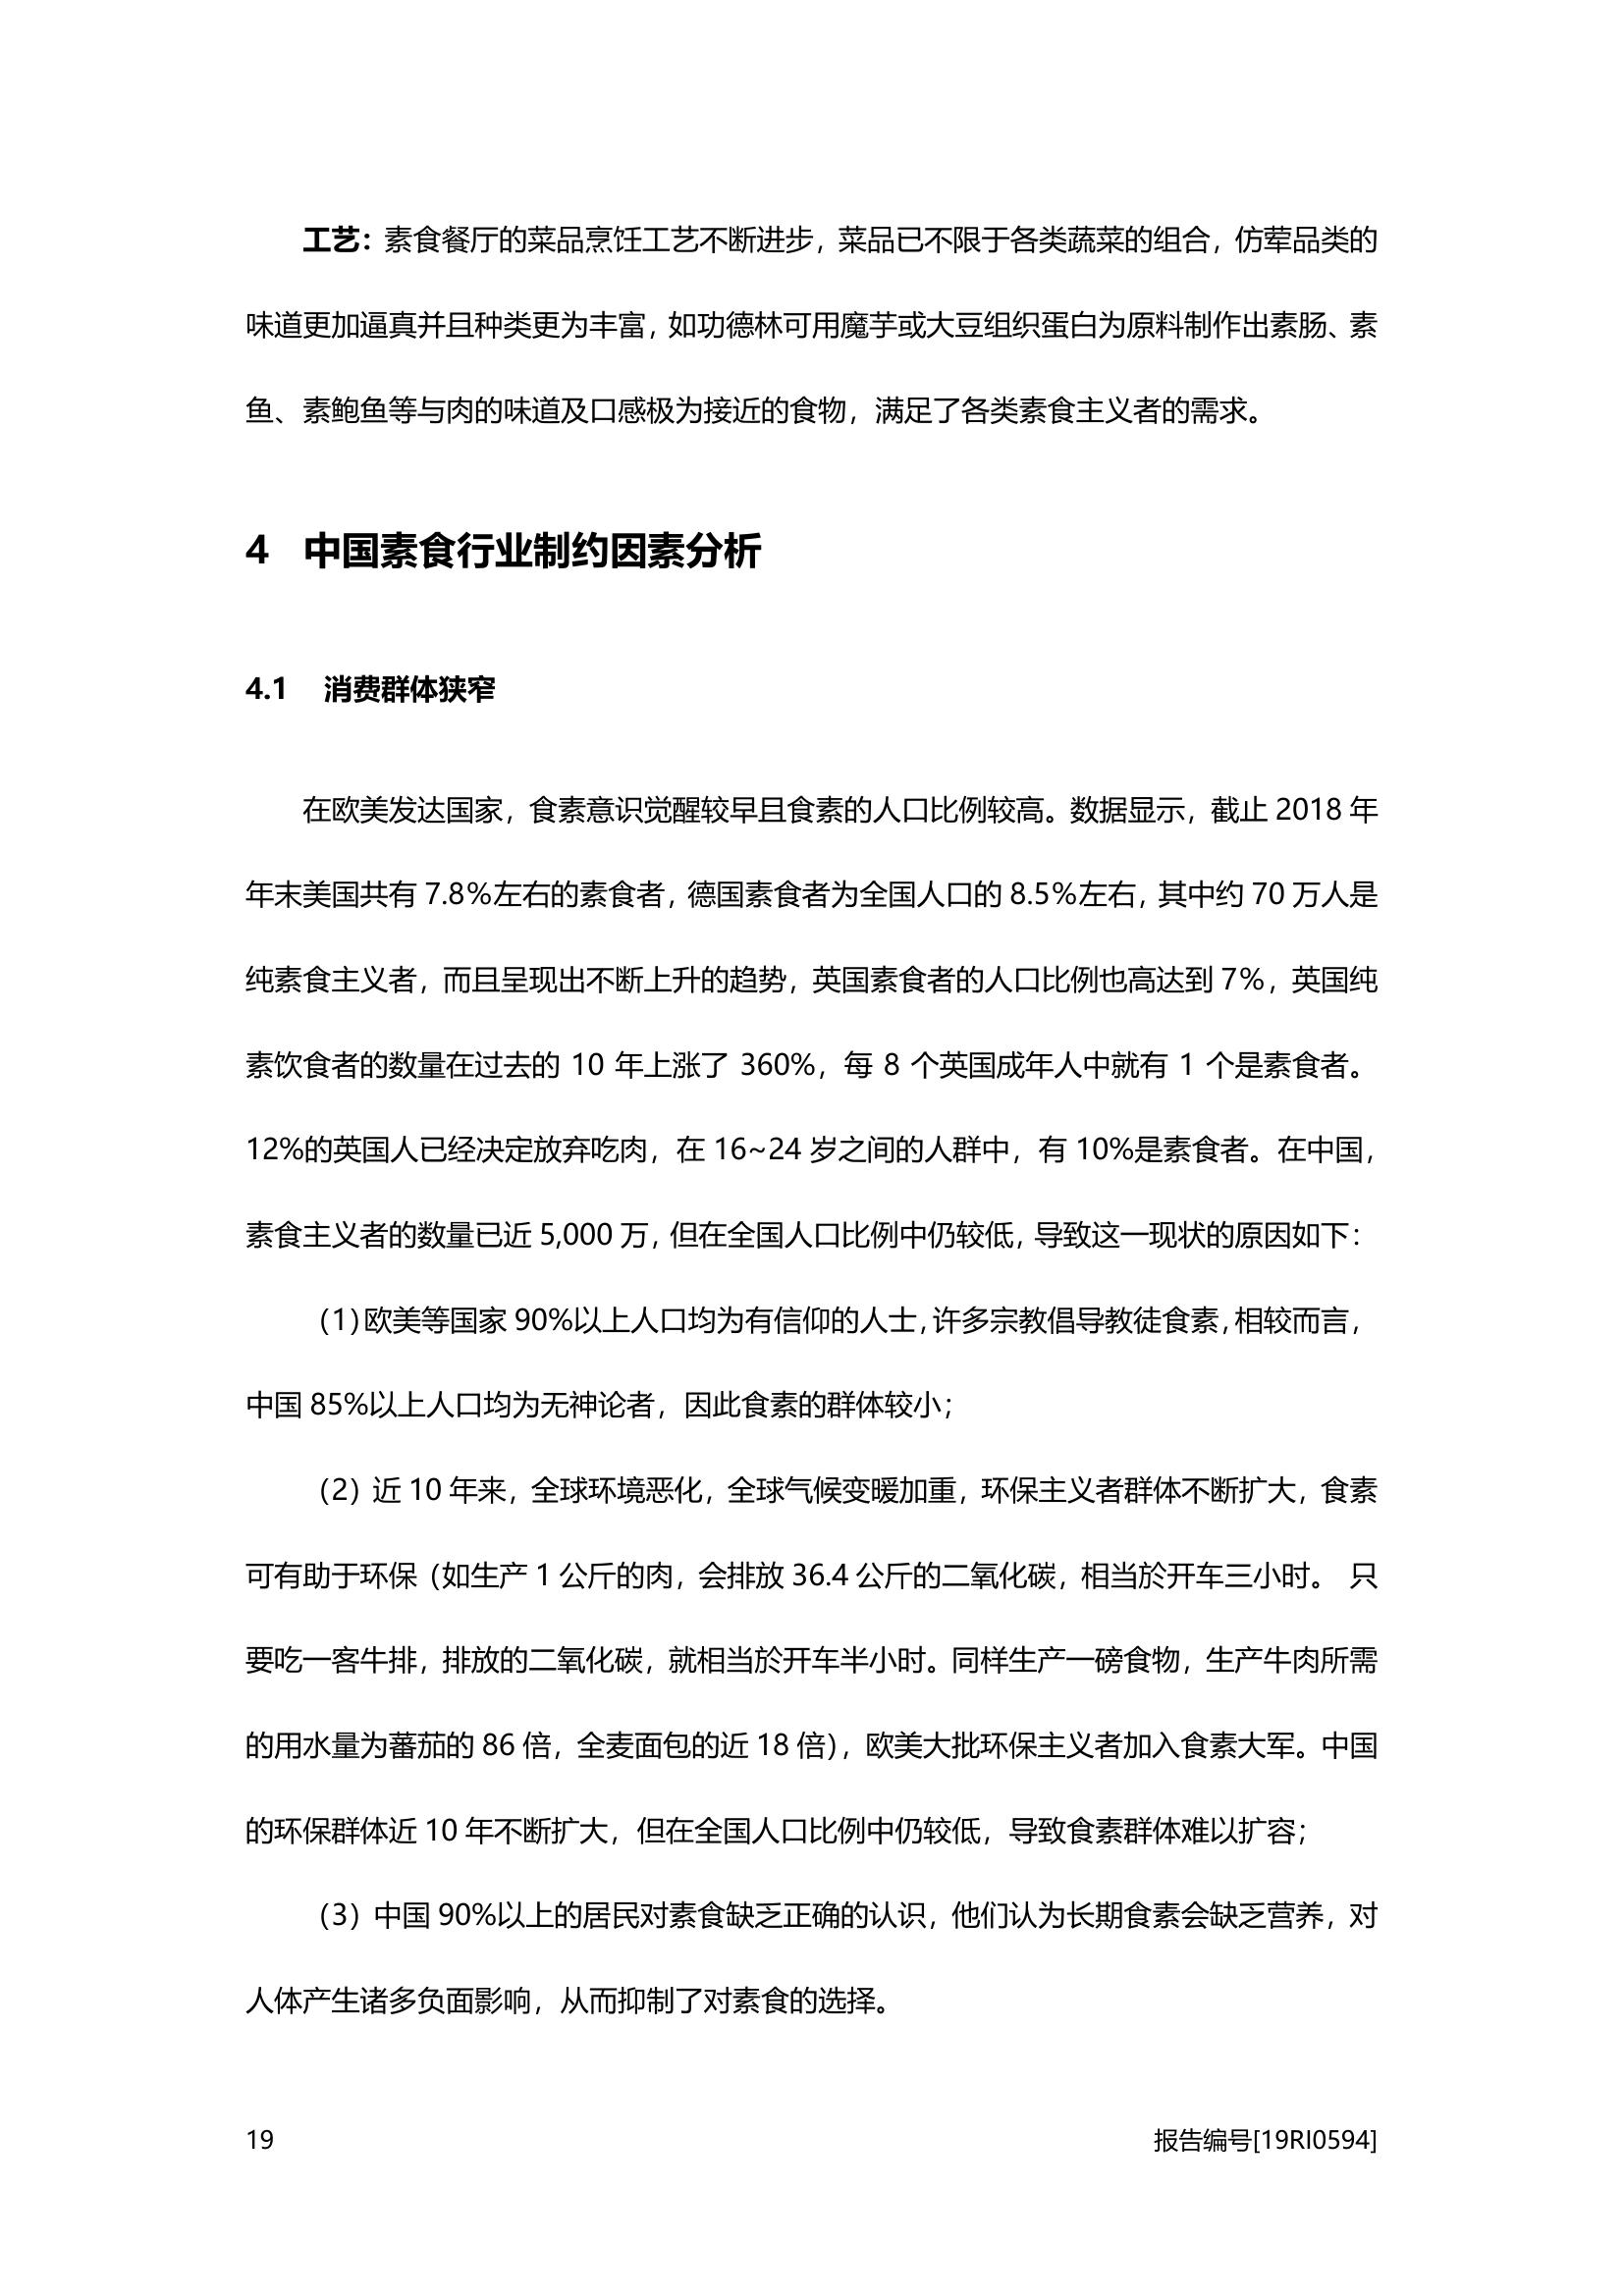 工艺：素食餐厅的菜品烹饪工艺不断进步，菜品已不限于各类蔬菜的组合，仿荤品类的
味道更加逼真并且种类更为丰富，如功德林可用魔芋或大豆组织蛋白为原料制作出素肠、素
鱼、素鲍鱼等与肉的味道及口感极为接近的食物，满足了各类素食主义者的需求。
4 中国素食行业制约因素分析
4.1 消费群体狭窄
在欧美发达国家，食素意识觉醒较早且食素的人口比例较高。数据显示，截止 2018 年
年末美国共有 7.8%左右的素食者，德国素食者为全国人口的 8.5%左右，其中约 70 万人是
纯素食主义者，而且呈现出不断上升的趋势，英国素食者的人口比例也高达到 7%，英国纯
素饮食者的数量在过去的 10 年上涨了 360%，每 8 个英国成年人中就有 1 个是素食者。
12%的英国人已经决定放弃吃肉，在 16~24 岁之间的人群中，有 10%是素食者。在中国，
素食主义者的数量已近 5,000 万，但在全国人口比例中仍较低，导致这一现状的原因如下：
（1）欧美等国家 90%以上人口均为有信仰的人士，许多宗教倡导教徒食素，相较而言，
中国 85%以上人口均为无神论者，因此食素的群体较小；
（2）近 10 年来，全球环境恶化，全球气候变暖加重，环保主义者群体不断扩大，食素
可有助于环保（如生产 1 公斤的肉，会排放 36.4 公斤的二氧化碳，相当於开车三小时。 只
要吃一客牛排，排放的二氧化碳，就相当於开车半小时。同样生产一磅食物，生产牛肉所需
的用水量为蕃茄的 86 倍，全麦面包的近 18 倍），欧美大批环保主义者加入食素大军。中国
的环保群体近 10 年不断扩大，但在全国人口比例中仍较低，导致食素群体难以扩容；
（3）中国 90%以上的居民对素食缺乏正确的认识，他们认为长期食素会缺乏营养，对
人体产生诸多负面影响，从而抑制了对素食的选择。
19 报告编号[19RI0594]